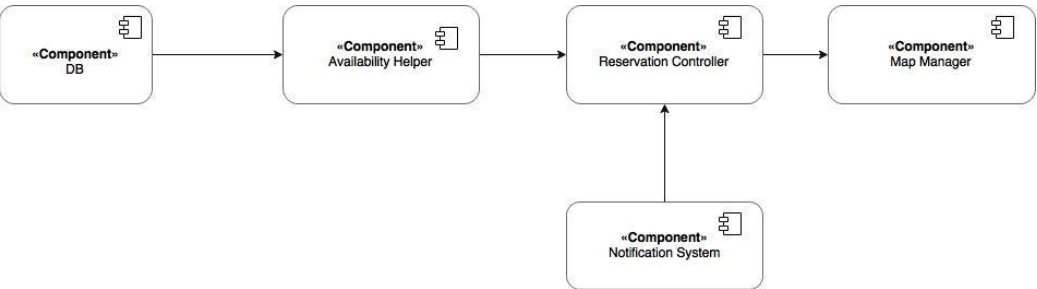 «Component»
DB
«Component»
Availability Helper
«Component»
Reservation Controller
«Component»
Map Manager
«Component»
Notification System